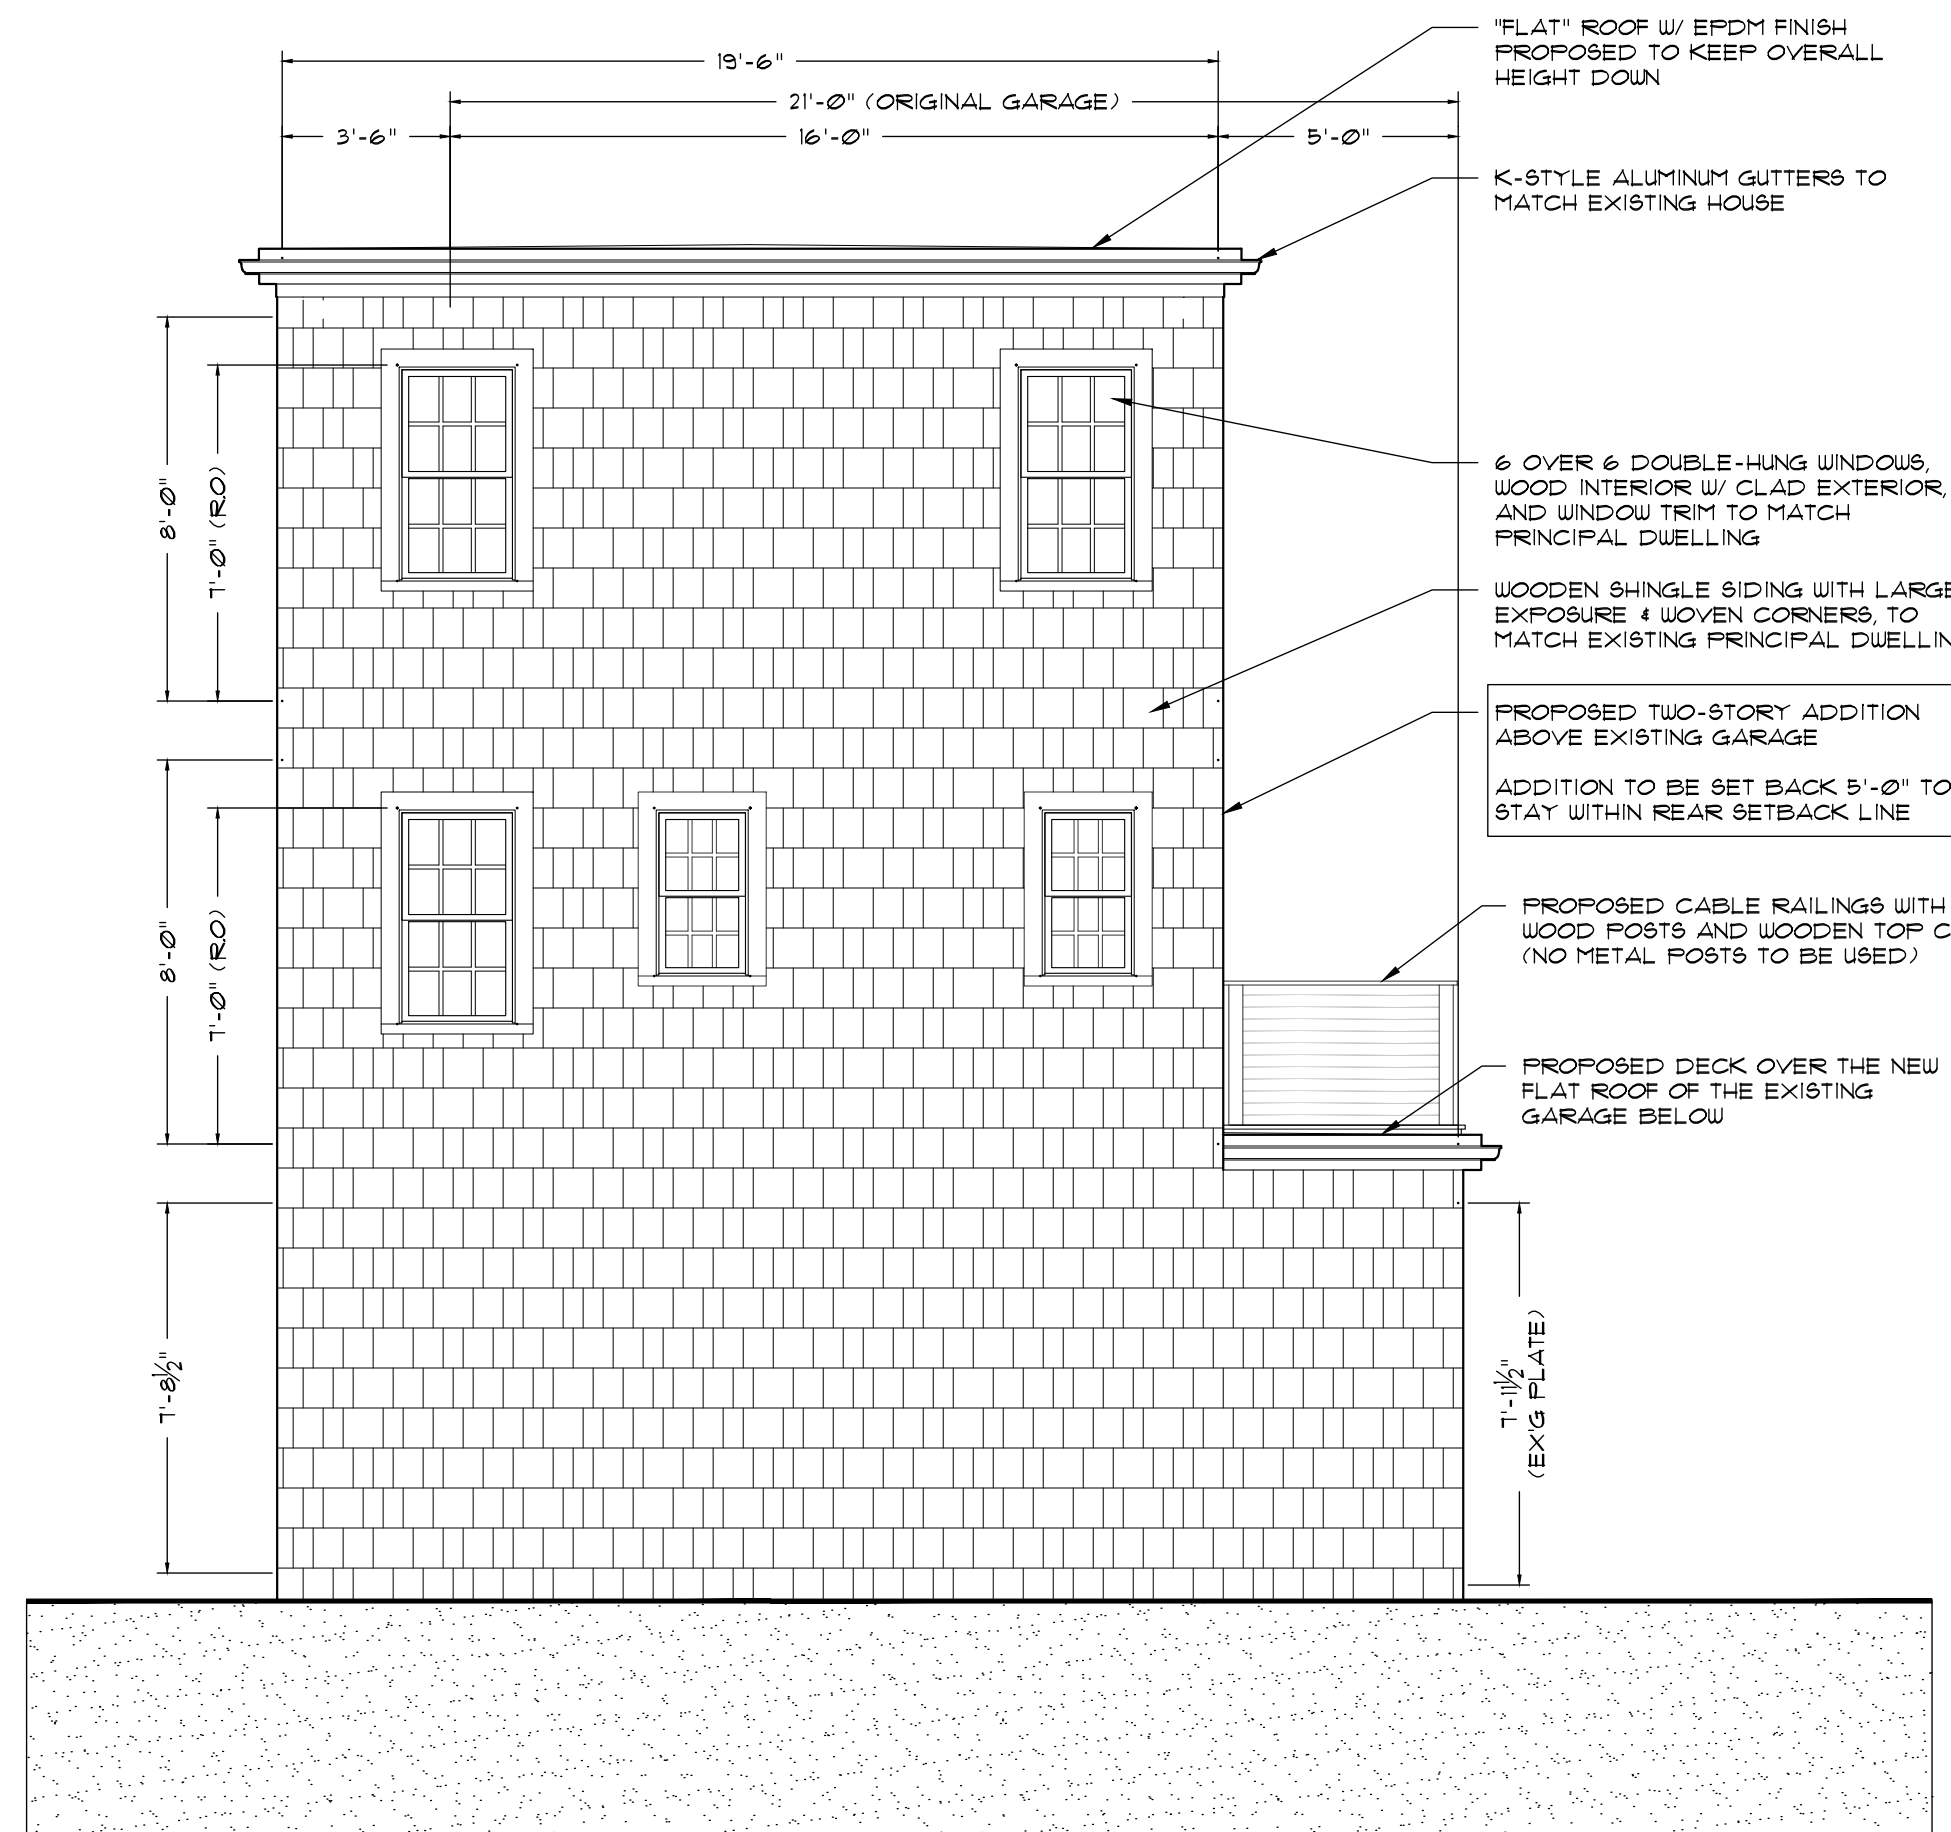 19'-6"
21'-0" (ORIGINAL GARAGE)
3'-6"
16'-0"
5'-0"
"FLAT" ROOF W/ EPDM FINISH
PROPOSED TO KEEP OVERALL
HEIGHT DOWN
K-STYLE ALUMINUM GUTTERS TO
MATCH EXISTING HOUSE
8'-0"
7'-0" (R.O)
6 OVER 6 DOUBLE-HUNG WINDOWS,
WOOD INTERIOR W/ CLAD EXTERIOR,
AND WINDOW TRIM TO MATCH
PRINCIPAL DWELLING
WOODEN SHINGLE SIDING WITH LARGE
EXPOSURE & WOVEN CORNERS, TO
MATCH EXISTING PRINCIPAL DWELLIN
PROPOSED TWO-STORY ADDITION
ABOVE EXISTING GARAGE
ADDITION TO BE SET BACK 5'-0" TO
STAY WITHIN REAR SETBACK LINE
8'-0"
7'-0" (R.O)
PROPOSED CABLE RAILINGS WITH
WOOD POSTS AND WOODEN TOP C
(NO METAL POSTS TO BE USED)
PROPOSED DECK OVER THE NEW
FLAT ROOF OF THE EXISTING
GARAGE BELOW
7'-8½"
7'-11½"
(EX'G PLATE)